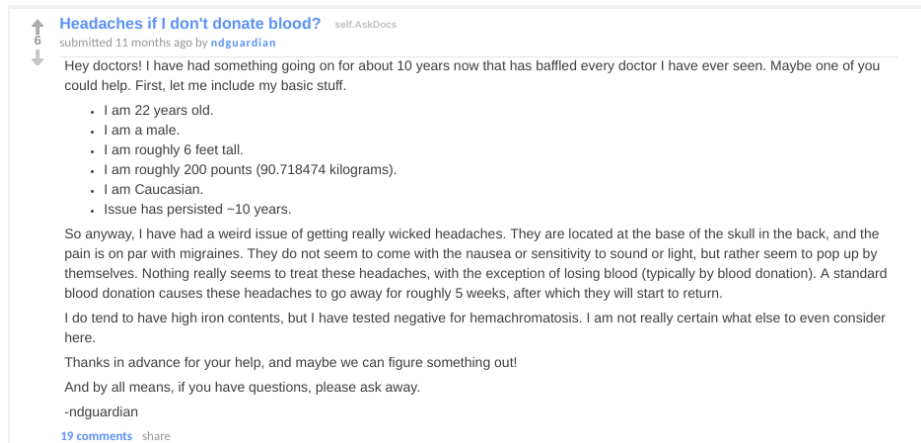 Headaches if I don't donate blood? self.AskDocs
6
submitted 11 months ago by ndguardian
Hey doctors! I have had something going on for about 10 years now that has baffled every doctor I have ever seen. Maybe one of you
could help. First, let me include my basic stuff.
• I am 22 years old.
• I am a male.
• I am roughly 6 feet tall.
• I am roughly 200 pounts (90.718474 kilograms).
• I am Caucasian.
• Issue has persisted ~10 years.
So anyway, I have had a weird issue of getting really wicked headaches. They are located at the base of the skull in the back, and the
pain is on par with migraines. They do not seem to come with the nausea or sensitivity to sound or light, but rather seem to pop up by
themselves. Nothing really seems to treat these headaches, with the exception of losing blood (typically by blood donation). A standard
blood donation causes these headaches to go away for roughly 5 weeks, after which they will start to return.
I do tend to have high iron contents, but I have tested negative for hemachromatosis. I am not really certain what else to even consider
here.
Thanks in advance for your help, and maybe we can figure something out!
And by all means, if you have questions, please ask away.
-ndguardian
19 comments share